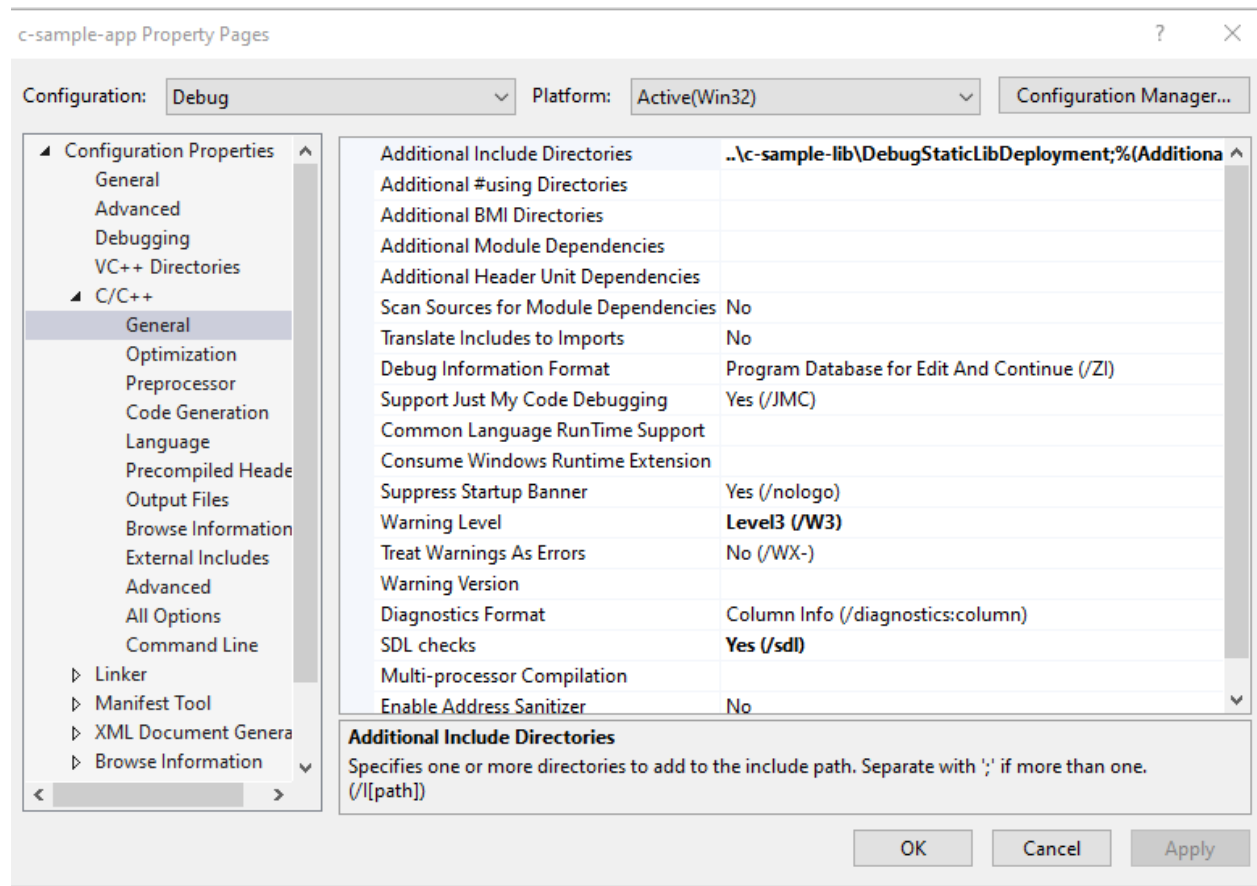 c-sample-app Property Pages ? ×
Configuration: Debug Platform: Active(Win32) Configuration Manager...
Configuration Properties
General
Advanced
Debugging
VC++ Directories
C/C++
General
Optimization
Preprocessor
Code Generation
Language
Precompiled Heade
Output Files
Browse Information
External Includes
Advanced
All Options
Command Line
Linker
Manifest Tool
XML Document Genera
Browse Information
Additional Include Directories ..\c-sample-lib\DebugStaticLibDeployment;%(Additiona
Additional #using Directories
Additional BMI Directories
Additional Module Dependencies
Additional Header Unit Dependencies
Scan Sources for Module Dependencies No
Translate Includes to Imports No
Debug Information Format Program Database for Edit And Continue (/ZI)
Support Just My Code Debugging Yes (/JMC)
Common Language RunTime Support
Consume Windows Runtime Extension
Suppress Startup Banner Yes (/nologo)
Warning Level Level3 (/W3)
Treat Warnings As Errors No (/WX-)
Warning Version
Diagnostics Format Column Info (/diagnostics:column)
SDL checks Yes (/sdl)
Multi-processor Compilation
Enable Address Sanitizer No
Additional Include Directories
Specifies one or more directories to add to the include path. Separate with ';' if more than one.
(/I[path])
OK Cancel Apply